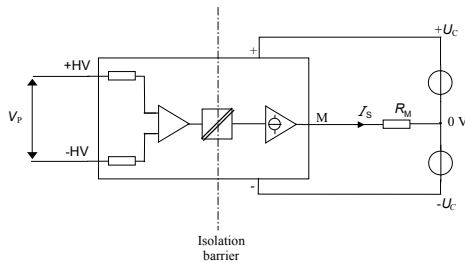 +U_C
+
+HV
V_P
M
I_S
R_M
0 V
-HV
-
-U_C
Isolation
barrier